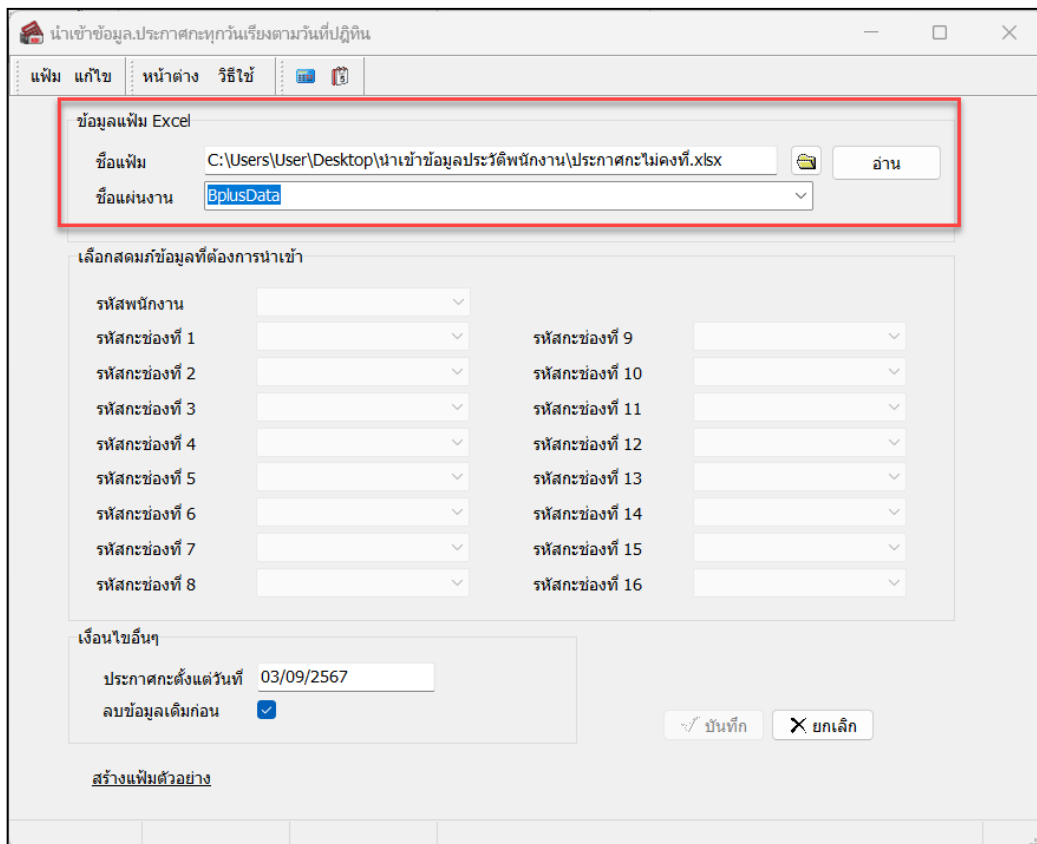 นำเข้าข้อมูล.ประกาศกะทุกวันเรียงตามวันที่ปฎิทิน
แฟ้ม แก้ไข หน้าต่าง วิธีใช้
ข้อมูลแฟ้ม Excel
ชื่อแฟ้ม C:\Users\User\Desktop\นำเข้าข้อมูลประวัติพนักงาน\ประกาศกะไม่คงที่.xlsx อ่าน
ชื่อแผ่นงาน BplusData
เลือกสดมภ์ข้อมูลที่ต้องการนำเข้า
รหัสพนักงาน
รหัสกะช่องที่ 1 รหัสกะช่องที่ 9
รหัสกะช่องที่ 2 รหัสกะช่องที่ 10
รหัสกะช่องที่ 3 รหัสกะช่องที่ 11
รหัสกะช่องที่ 4 รหัสกะช่องที่ 12
รหัสกะช่องที่ 5 รหัสกะช่องที่ 13
รหัสกะช่องที่ 6 รหัสกะช่องที่ 14
รหัสกะช่องที่ 7 รหัสกะช่องที่ 15
รหัสกะช่องที่ 8 รหัสกะช่องที่ 16
เงื่อนไขอื่นๆ
ประกาศกะตั้งแต่วันที่ 03/09/2567
ลบข้อมูลเดิมก่อน
บันทึก ยกเลิก
สร้างแฟ้มตัวอย่าง